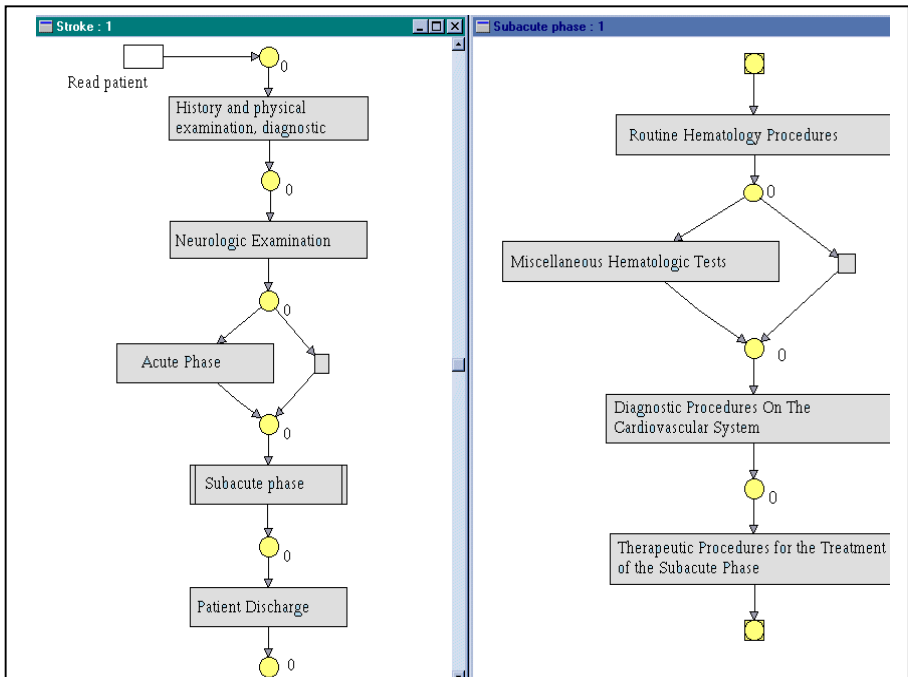 Stroke : 1
0
Read patient
History and physical
examination, diagnostic
0
Neurologic Examination
0
Acute Phase
0
Subacute phase
0
Patient Discharge
0
Subacute phase : 1
Routine Hematology Procedures
0
Miscellaneous Hematologic Tests
0
Diagnostic Procedures On The
Cardiovascular System
0
Therapeutic Procedures for the Treatment
of the Subacute Phase